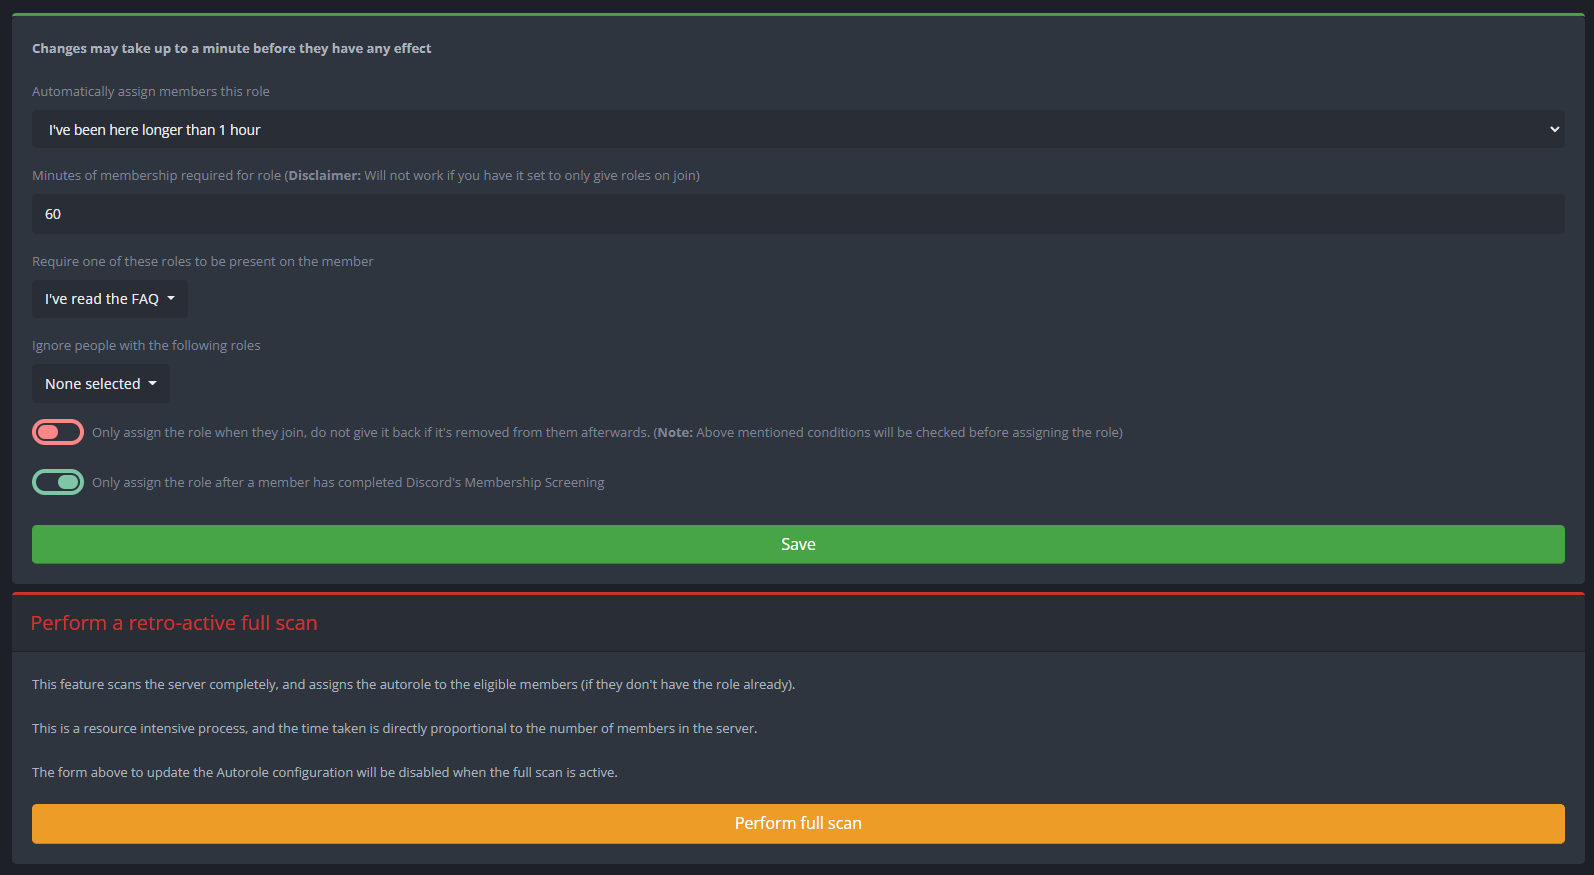 Changes may take up to a minute before they have any effect
Automatically assign members this role
I've been here longer than 1 hour
Minutes of membership required for role (Disclaimer: Will not work if you have it set to only give roles on join)
60
Require one of these roles to be present on the member
I've read the FAQ
Ignore people with the following roles
None selected
Only assign the role when they join, do not give it back if it's removed from them afterwards. (Note: Above mentioned conditions will be checked before assigning the role)
Only assign the role after a member has completed Discord's Membership Screening
Save
Perform a retro-active full scan
This feature scans the server completely, and assigns the autorole to the eligible members (if they don't have the role already).
This is a resource intensive process, and the time taken is directly proportional to the number of members in the server.
The form above to update the Autorole configuration will be disabled when the full scan is active.
Perform full scan